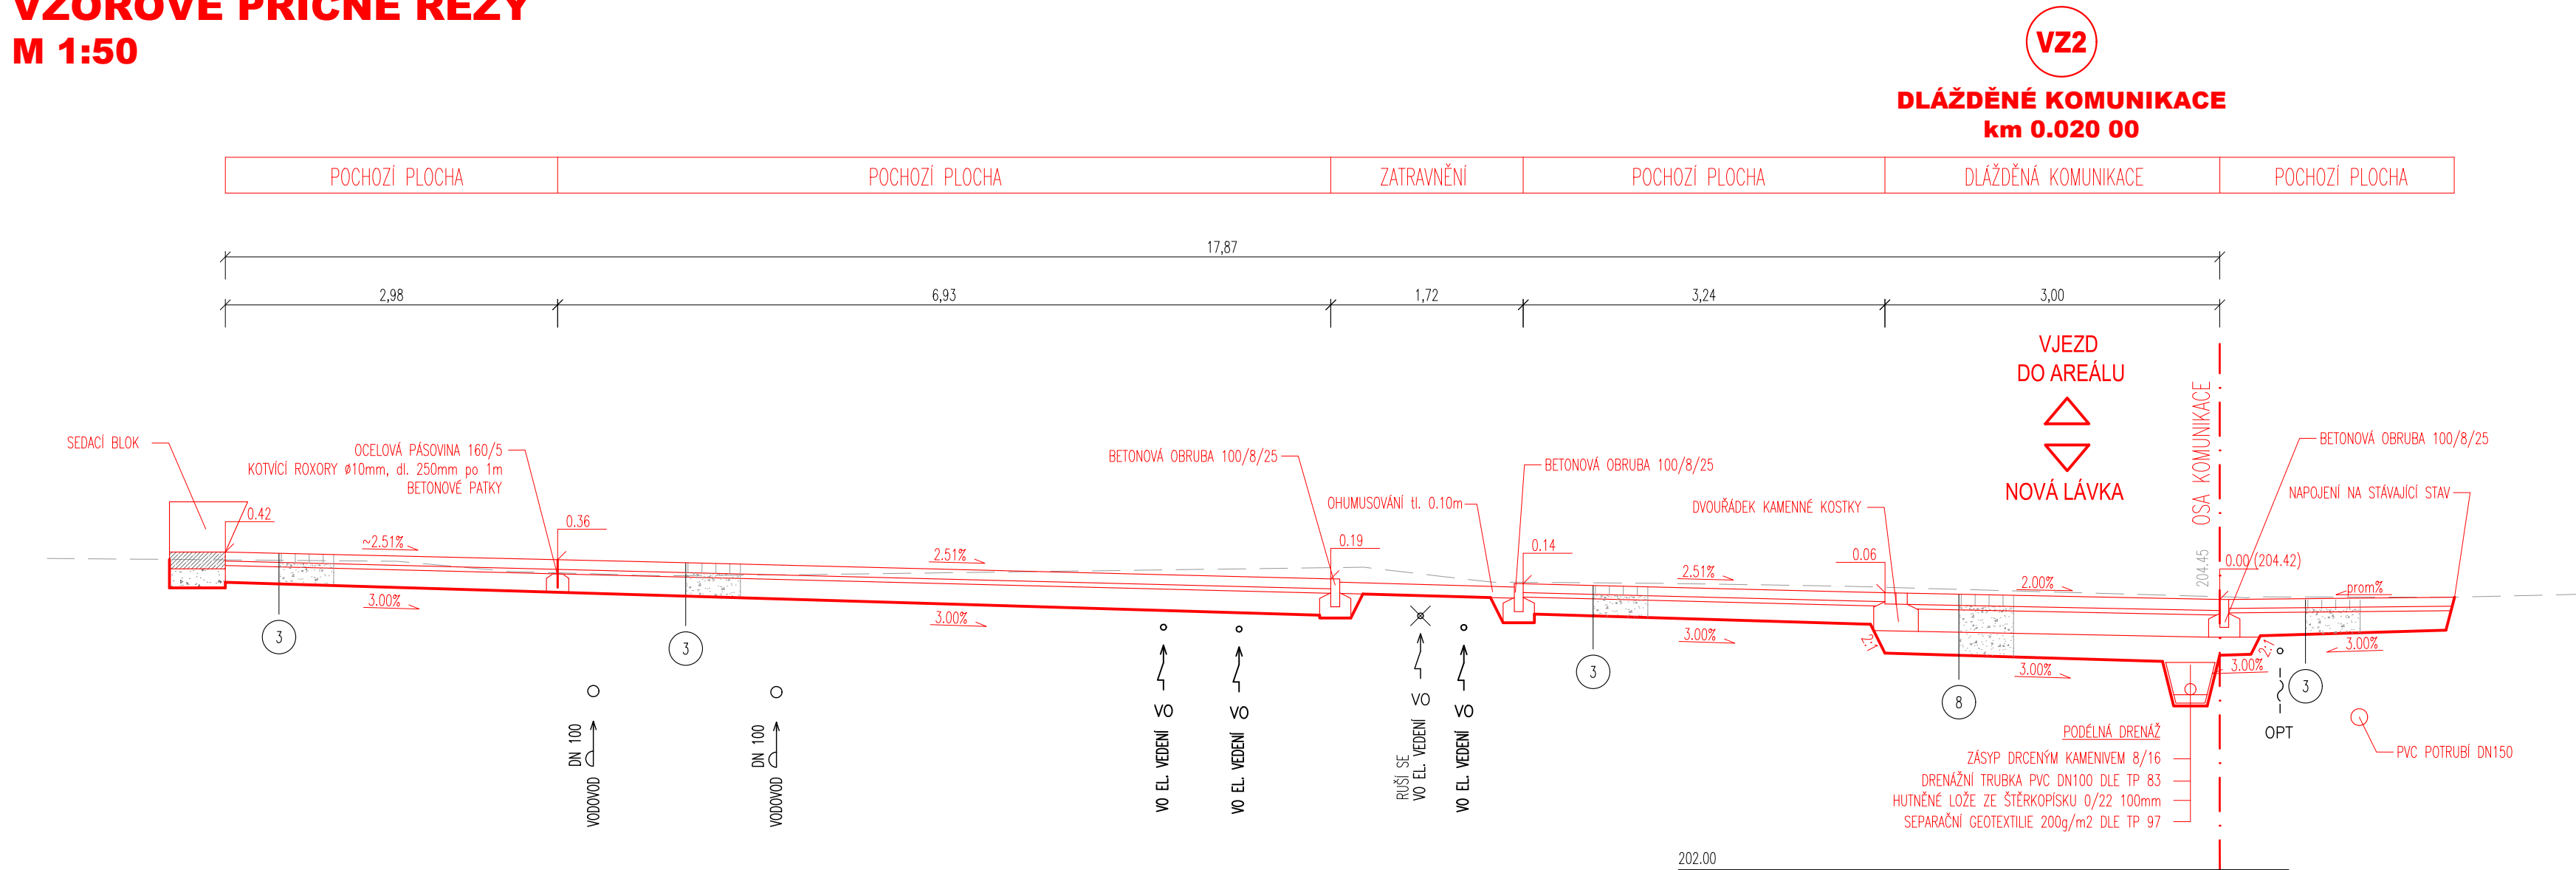 VZOROVÉ PŘÍČNÉ ŘEZY
M 1:50
VZ2
DLÁŽDĚNÉ KOMUNIKACE
km 0.020 00
POCHOZÍ PLOCHA
POCHOZÍ PLOCHA
ZATRAVNĚNÍ
POCHOZÍ PLOCHA
DLÁŽDĚNÁ KOMUNIKACE
POCHOZÍ PLOCHA
17,87
2,98
6,93
1,72
3,24
3,00
VJEZD
DO AREÁLU
NOVÁ LÁVKA
OSA KOMUNIKACE
204.45
SEDACÍ BLOK
OCELOVÁ PÁSOVINA 160/5
KOTVÍCÍ ROXORY ø10mm, dl. 250mm po 1m
BETONOVÉ PATKY
BETONOVÁ OBRUBA 100/8/25
BETONOVÁ OBRUBA 100/8/25
OHUMUSOVÁNÍ tl. 0.10m
DVOUŘÁDEK KAMENNÉ KOSTKY
BETONOVÁ OBRUBA 100/8/25
NAPOJENÍ NA STÁVAJÍCÍ STAV
0.42
0.36
0.19
0.14
0.06
0.00 (204.42)
~2.51%
2.51%
2.51%
2.00%
prom%
3.00%
3.00%
3.00%
3.00%
3.00%
3.00%
2:1
2:1
3
3
3
8
3
DN 100
VODOVOD
DN 100
VODOVOD
VO
VO EL. VEDENÍ
VO
VO EL. VEDENÍ
VO
RUŠÍ SE
VO EL. VEDENÍ
VO
VO EL. VEDENÍ
OPT
PVC POTRUBÍ DN150
PODÉLNÁ DRENÁŽ
ZÁSYP DRCENÝM KAMENIVEM 8/16
DRENÁŽNÍ TRUBKA PVC DN100 DLE TP 83
HUTNĚNÉ LOŽE ZE ŠTĚRKOPÍSKU 0/22 100mm
SEPARAČNÍ GEOTEXTILIE 200g/m2 DLE TP 97
202.00